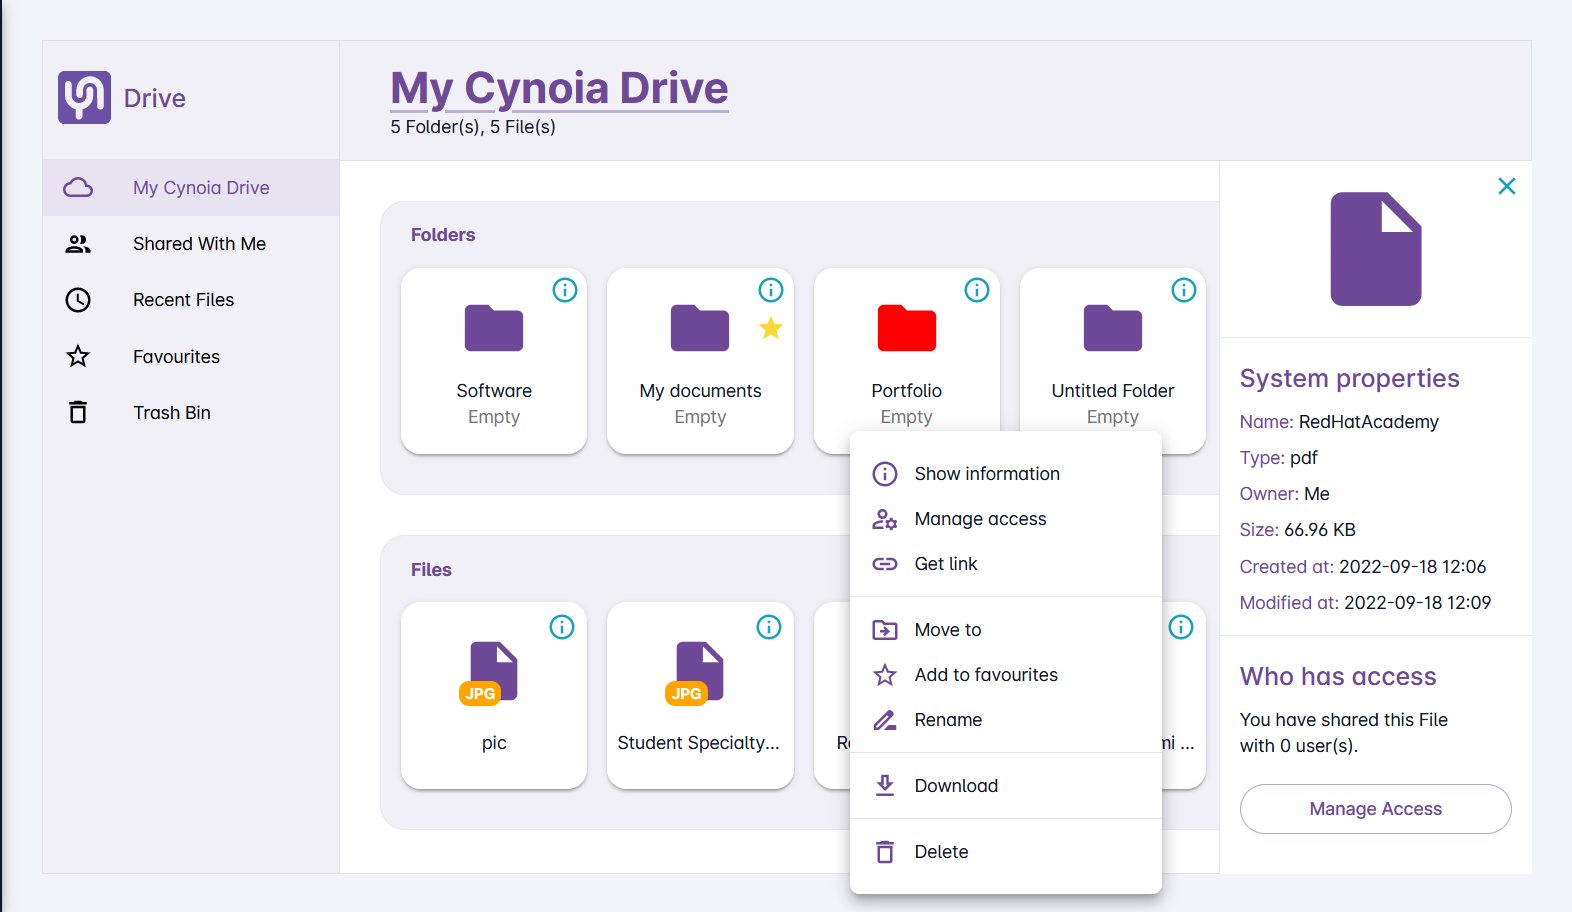 Drive
My Cynoia Drive
5 Folder(s), 5 File(s)
My Cynoia Drive
Shared With Me
Recent Files
Favourites
Trash Bin
Folders
Software
Empty
My documents
Empty
Portfolio
Empty
Untitled Folder
Empty
Files
JPG
pic
JPG
Student Specialty...
mi ...
Show information
Manage access
Get link
Move to
Add to favourites
Rename
Download
Delete
System properties
Name: RedHatAcademy
Type: pdf
Owner: Me
Size: 66.96 KB
Created at: 2022-09-18 12:06
Modified at: 2022-09-18 12:09
Who has access
You have shared this File
with 0 user(s).
Manage Access